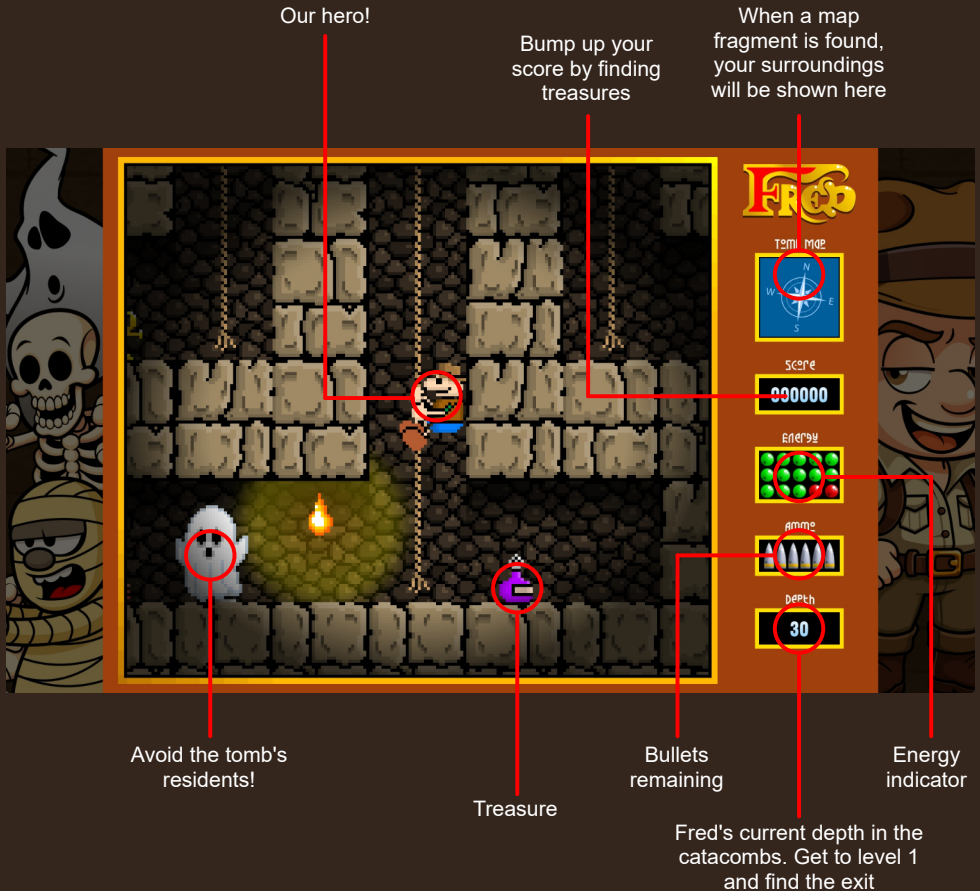 Our hero!
When a map
fragment is found,
your surroundings
will be shown here
Bump up your
score by finding
treasures
FRED
TOMB MAP
N
W
E
S
Score
000000
Energy
Ammo
Depth
30
Avoid the tomb's
residents!
Bullets
remaining
Energy
indicator
Treasure
Fred's current depth in the
catacombs. Get to level 1
and find the exit